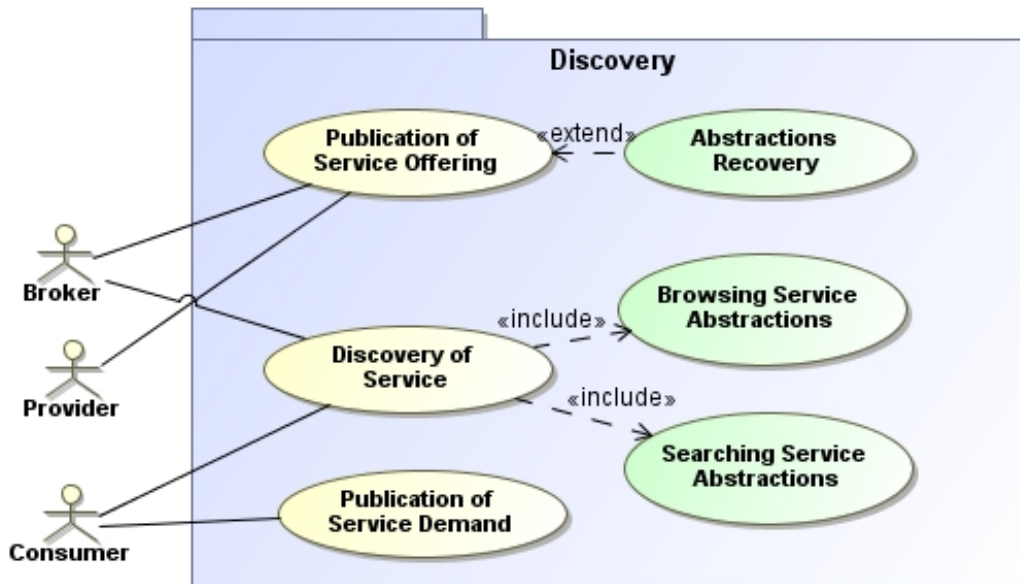 Discovery
Publication of
Service Offering
«extend»
Abstractions
Recovery
Broker
Browsing Service
Abstractions
«include»
Discovery of
Service
Provider
«include»
Searching Service
Abstractions
Publication of
Service Demand
Consumer